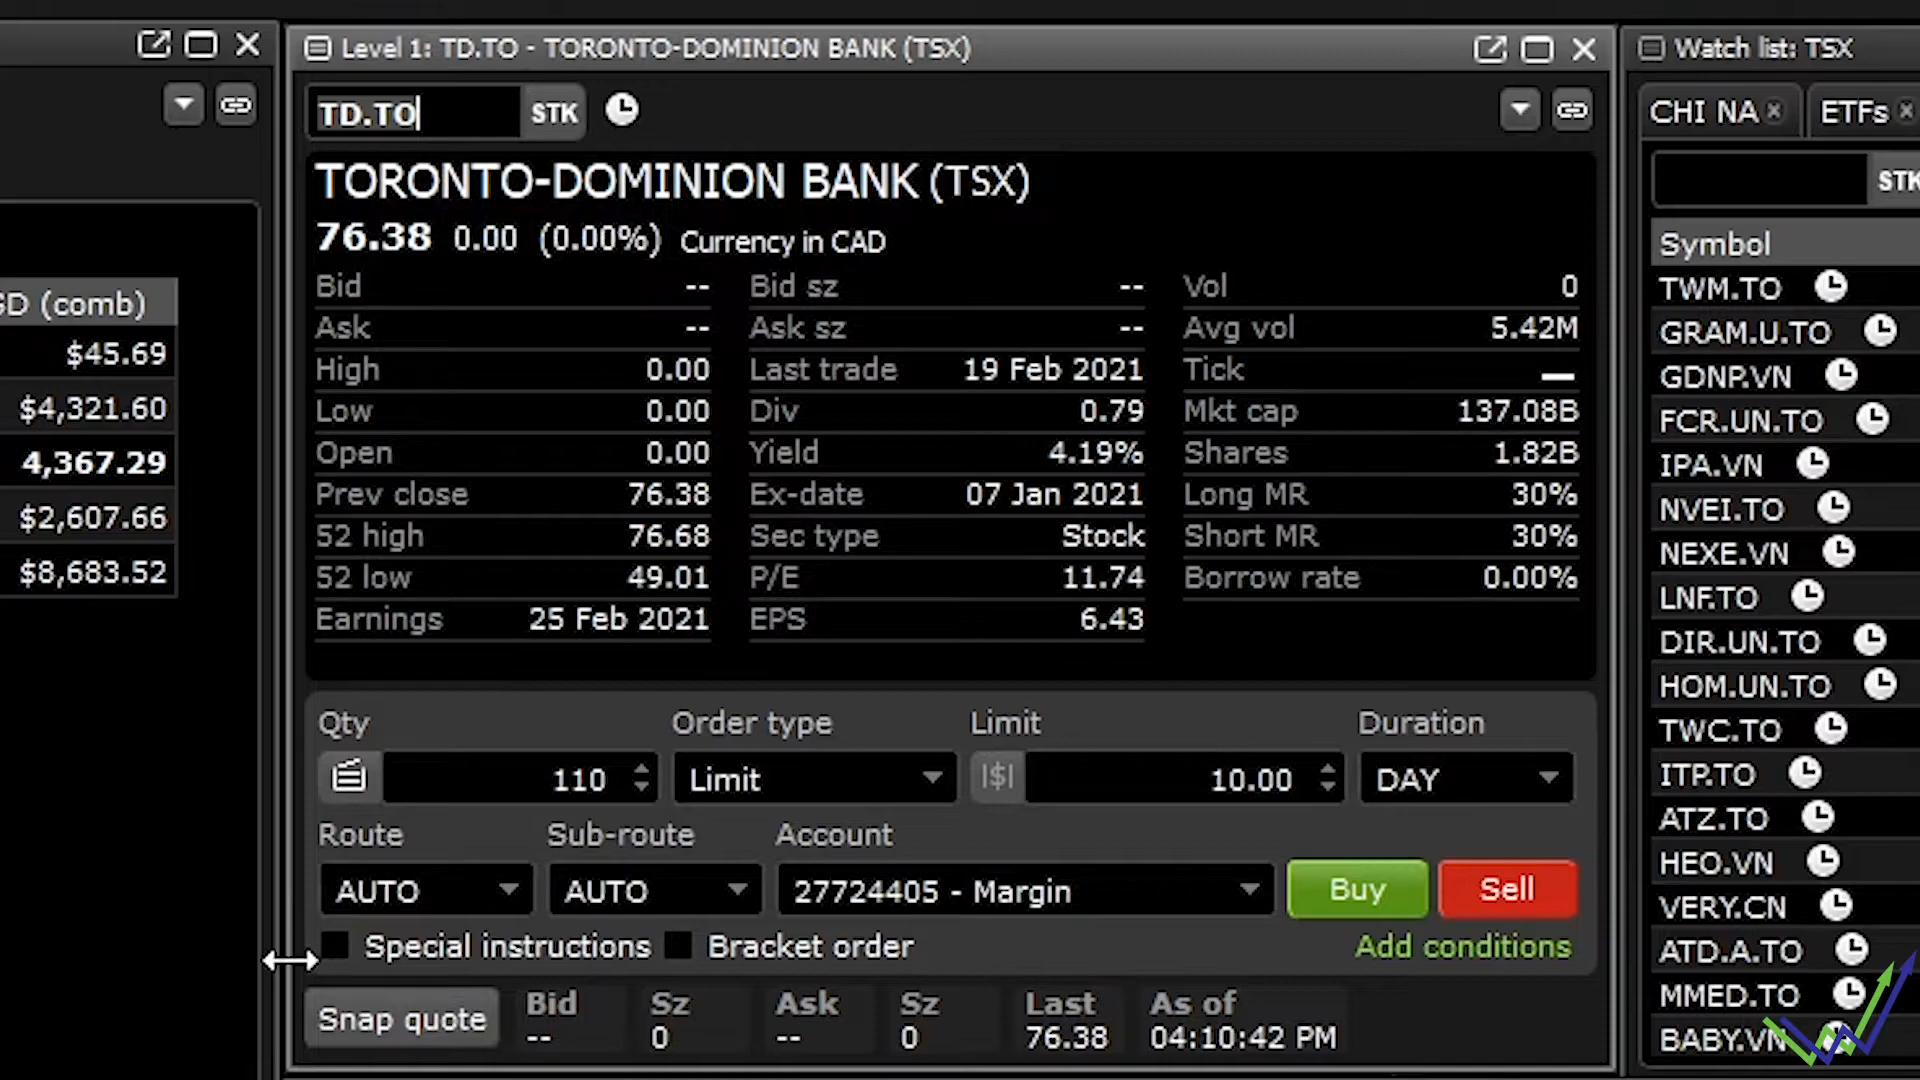 Level 1: TD.TO - TORONTO-DOMINION BANK (TSX)
Watch list: TSX
TD.TO STK
CHI NA
ETFs
TORONTO-DOMINION BANK (TSX)
76.38 0.00 (0.00%) Currency in CAD
Bid --
Ask --
High 0.00
Low 0.00
Open 0.00
Prev close 76.38
52 high 76.68
52 low 49.01
Earnings 25 Feb 2021
Bid sz --
Ask sz --
Last trade 19 Feb 2021
Div 0.79
Yield 4.19%
Ex-date 07 Jan 2021
Sec type Stock
P/E 11.74
EPS 6.43
Vol 0
Avg vol 5.42M
Tick
Mkt cap 137.08B
Shares 1.82B
Long MR 30%
Short MR 30%
Borrow rate 0.00%
SD (comb)
$45.69
$4,321.60
4,367.29
$2,607.66
$8,683.52
Qty Order type Limit Duration
110 Limit 10.00 DAY
Route Sub-route Account
AUTO AUTO 27724405 - Margin Buy Sell
Special instructions Bracket order Add conditions
Snap quote
Bid Sz Ask Sz Last As of
-- 0 -- 0 76.38 04:10:42 PM
STK
Symbol
TWM.TO
GRAM.U.TO
GDNP.VN
FCR.UN.TO
IPA.VN
NVEI.TO
NEXE.VN
LNF.TO
DIR.UN.TO
HOM.UN.TO
TWC.TO
ITP.TO
ATZ.TO
HEO.VN
VERY.CN
ATD.A.TO
MMED.TO
BABY.VN